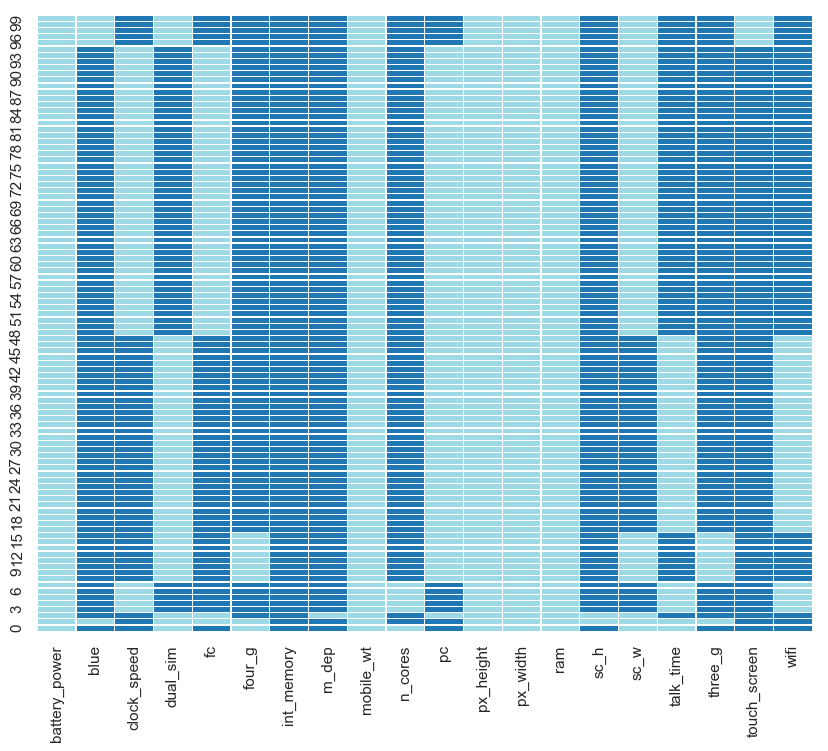 99
96
93
90
87
84
81
78
75
72
69
66
63
60
57
54
51
48
45
42
39
36
33
30
27
24
21
18
15
12
9
6
3
0
battery_power
blue
clock_speed
dual_sim
fc
four_g
int_memory
m_dep
mobile_wt
n_cores
pc
px_height
px_width
ram
sc_h
sc_w
talk_time
three_g
touch_screen
wifi